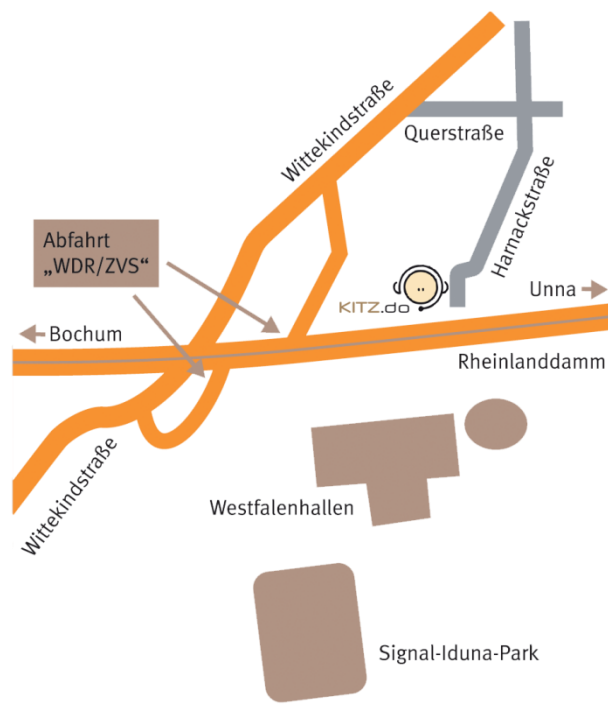 Wittekindstraße
Querstraße
Harnackstraße
Abfahrt
„WDR/ZVS“
KITZ.do
Unna
Bochum
Rheinlanddamm
Wittekindstraße
Westfalenhallen
Signal-Iduna-Park